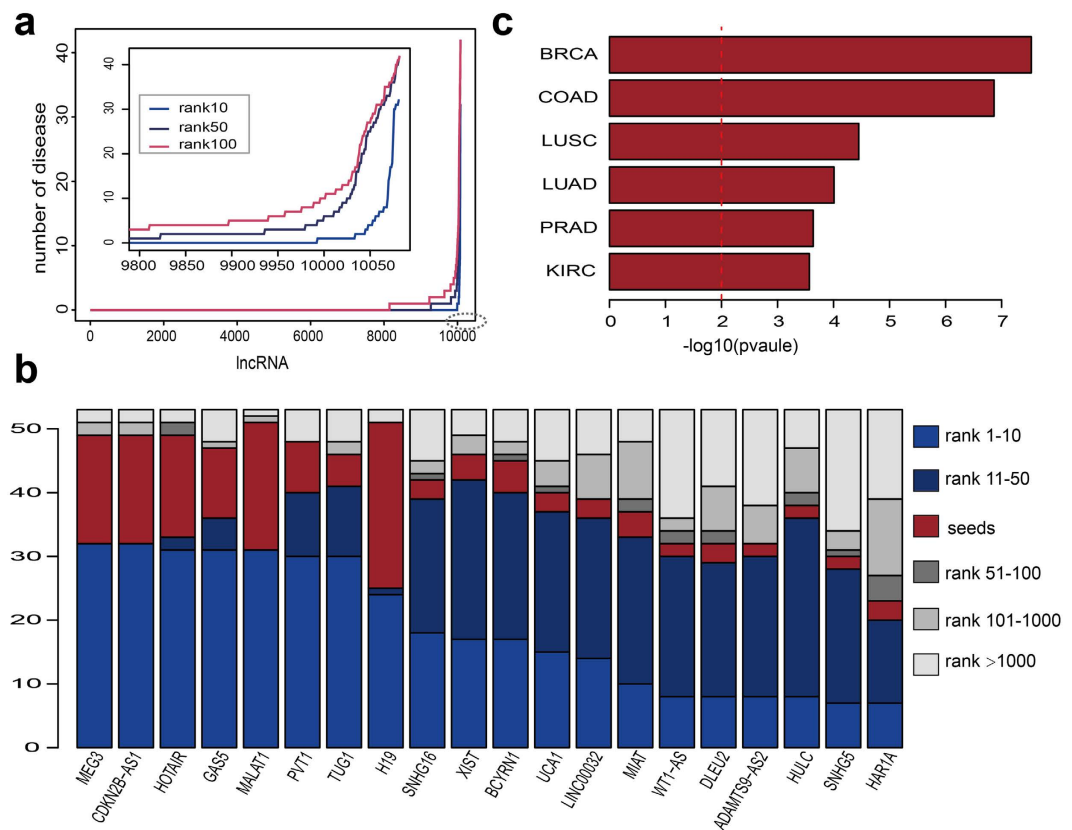 a
number of disease
0 10 20 30 40
0 2000 4000 6000 8000 10000
lncRNA
0 10 20 30 40
9800 9850 9900 9950 10000 10050
rank10
rank50
rank100
c
BRCA
COAD
LUSC
LUAD
PRAD
KIRC
0 1 2 3 4 5 6 7
-log10(pvaule)
b
50
40
30
20
10
0
MEG3
CDKN2B-AS1
HOTAIR
GAS5
MALAT1
PVT1
TUG1
H19
SNHG16
XIST
BCYRN1
UCA1
LINC00032
MIAT
WT1-AS
DLEU2
ADAMTS9-AS2
HULC
SNHG5
HAR1A
rank 1-10
rank 11-50
seeds
rank 51-100
rank 101-1000
rank >1000